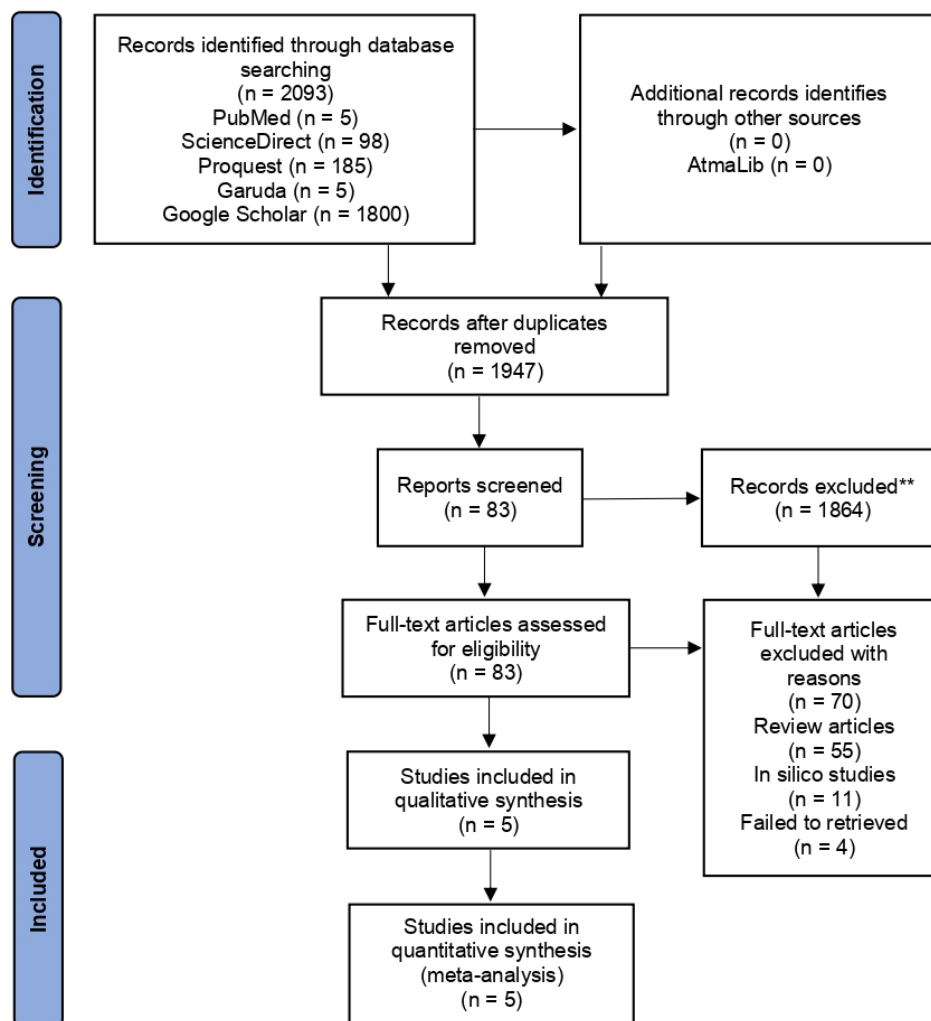 Identification
Records identified through database
searching
(n = 2093)
PubMed (n = 5)
ScienceDirect (n = 98)
Proquest (n = 185)
Garuda (n = 5)
Google Scholar (n = 1800)
Additional records identifies
through other sources
(n = 0)
AtmaLib (n = 0)
Screening
Records after duplicates
removed
(n = 1947)
Reports screened
(n = 83)
Records excluded**
(n = 1864)
Full-text articles assessed
for eligibility
(n = 83)
Full-text articles
excluded with
reasons
(n = 70)
Review articles
(n = 55)
In silico studies
(n = 11)
Failed to retrieved
(n = 4)
Included
Studies included in
qualitative synthesis
(n = 5)
Studies included in
quantitative synthesis
(meta-analysis)
(n = 5)